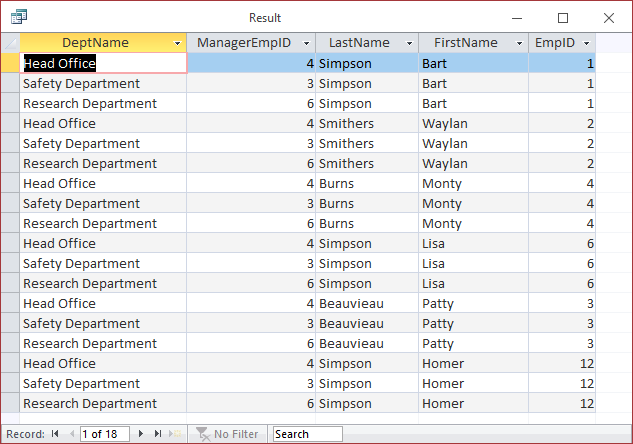 Result
DeptName ManagerEmpID LastName FirstName EmpID
Head Office 4 Simpson Bart 1
Safety Department 3 Simpson Bart 1
Research Department 6 Simpson Bart 1
Head Office 4 Smithers Waylan 2
Safety Department 3 Smithers Waylan 2
Research Department 6 Smithers Waylan 2
Head Office 4 Burns Monty 4
Safety Department 3 Burns Monty 4
Research Department 6 Burns Monty 4
Head Office 4 Simpson Lisa 6
Safety Department 3 Simpson Lisa 6
Research Department 6 Simpson Lisa 6
Head Office 4 Beauvieau Patty 3
Safety Department 3 Beauvieau Patty 3
Research Department 6 Beauvieau Patty 3
Head Office 4 Simpson Homer 12
Safety Department 3 Simpson Homer 12
Research Department 6 Simpson Homer 12
Record: 1 of 18 No Filter Search